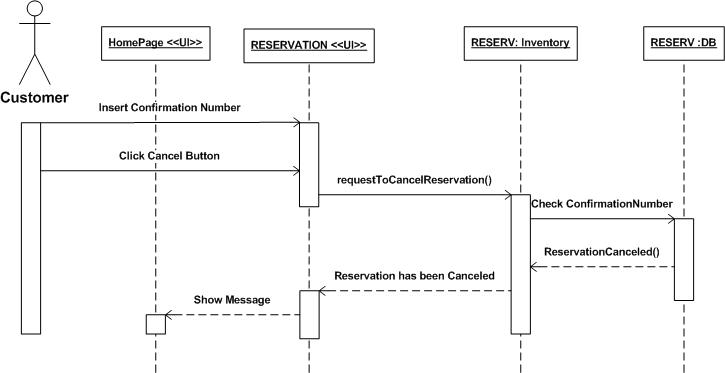 HomePage <<UI>>
RESERVATION <<UI>>
RESERV: Inventory
RESERV :DB
Customer
Insert Confirmation Number
Click Cancel Button
requestToCancelReservation()
Check ConfirmationNumber
ReservationCanceled()
Reservation has been Canceled
Show Message